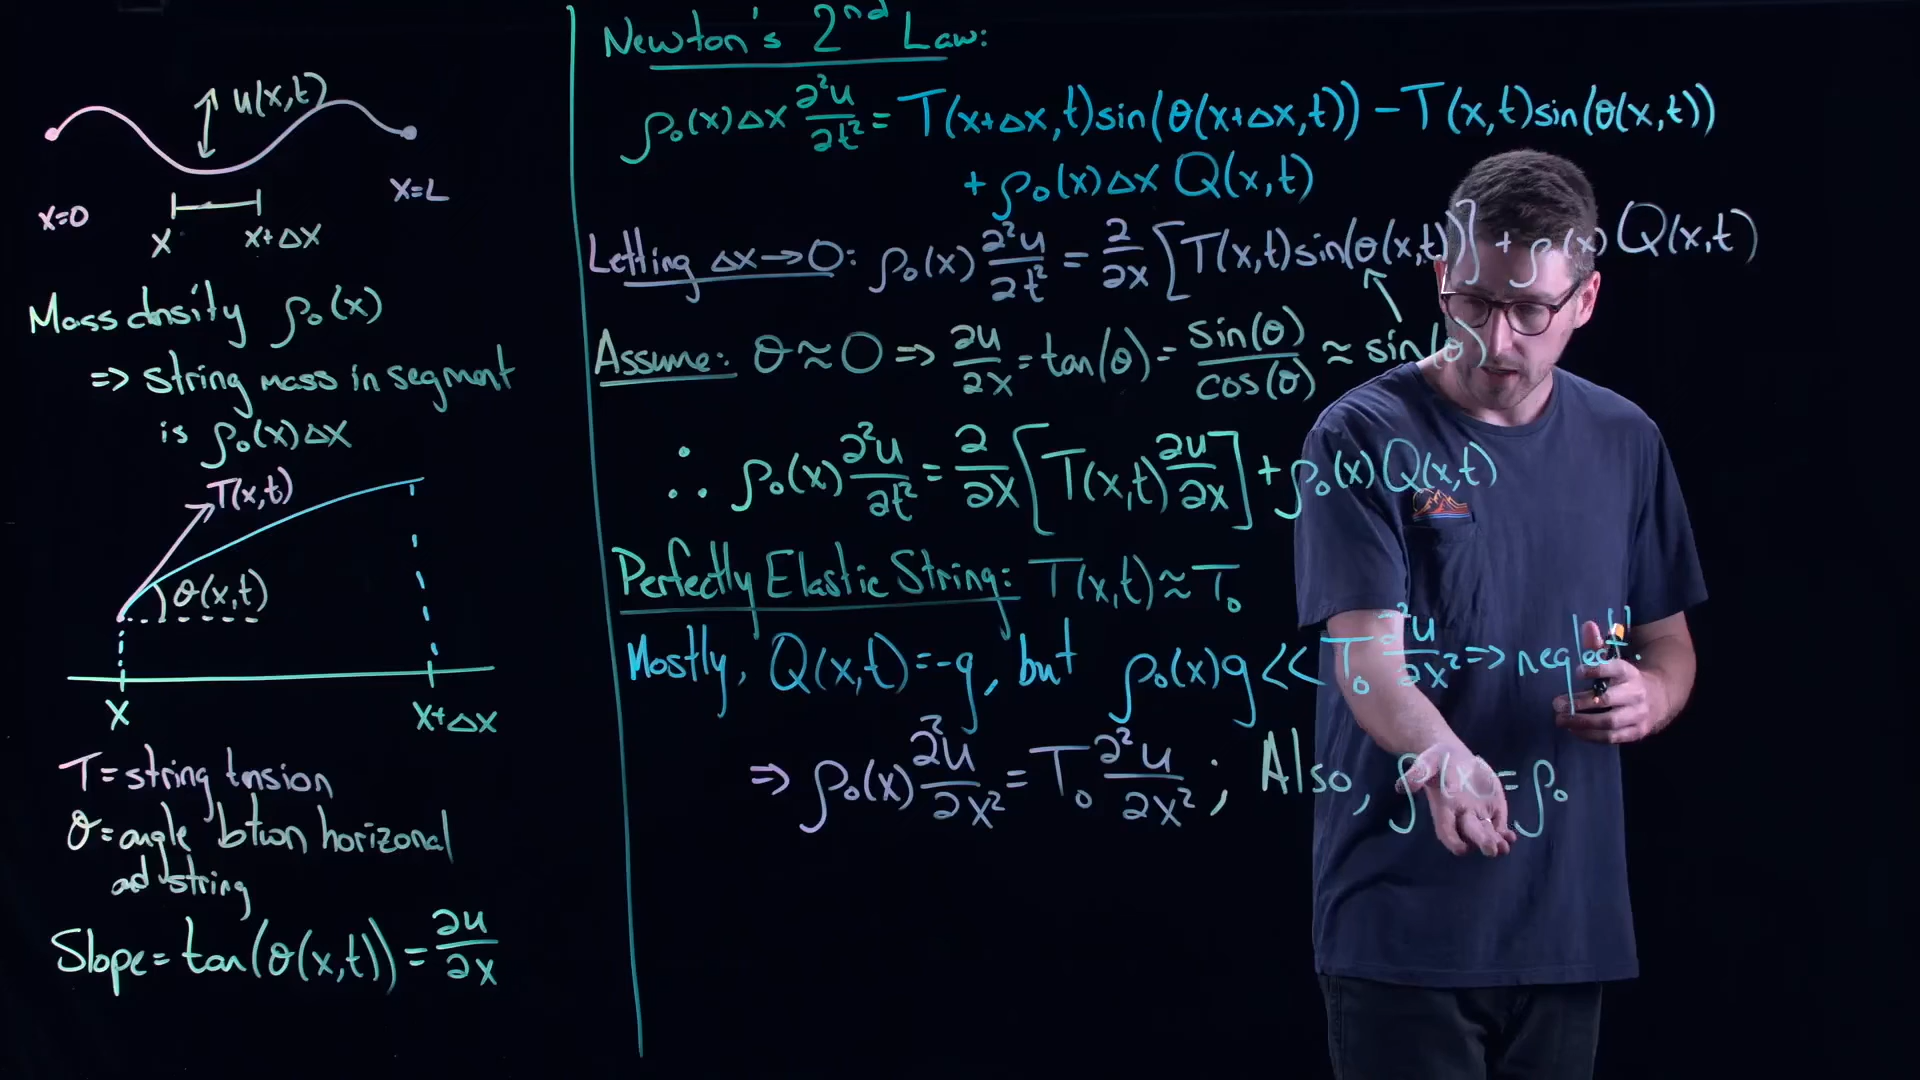 u(x,t)
x=0
x=L
x
x+Δx
Mass density ρ₀(x)
=> string mass in segment
is ρ₀(x)Δx
T(x,t)
θ(x,t)
x
x+Δx
T= string tension
θ= angle btwn horizonal
ad string
Slope= tan(θ(x,t)) = ∂u/∂x
Newton's 2nd Law:
ρ₀(x)Δx ∂²u/∂t² = T(x+Δx,t)sin(θ(x+Δx,t)) - T(x,t)sin(θ(x,t))
+ ρ₀(x)Δx Q(x,t)
Letting Δx→0: ρ₀(x) ∂²u/∂t² = ∂/∂x [T(x,t)sin(θ(x,t))] + ρ₀(x) Q(x,t)
Assume: θ≈0 => ∂u/∂x = tan(θ) = sin(θ)/cos(θ) ≈ sin(θ)
∴ ρ₀(x) ∂²u/∂t² = ∂/∂x [T(x,t) ∂u/∂x] + ρ₀(x) Q(x,t)
Perfectly Elastic String: T(x,t)≈T₀
Mostly, Q(x,t)=-g, but ρ₀(x)g << T₀ ∂²u/∂x² => neglect!
=> ρ₀(x) ∂²u/∂x² = T₀ ∂²u/∂x² ; Also, ρ(x) = ρ₀